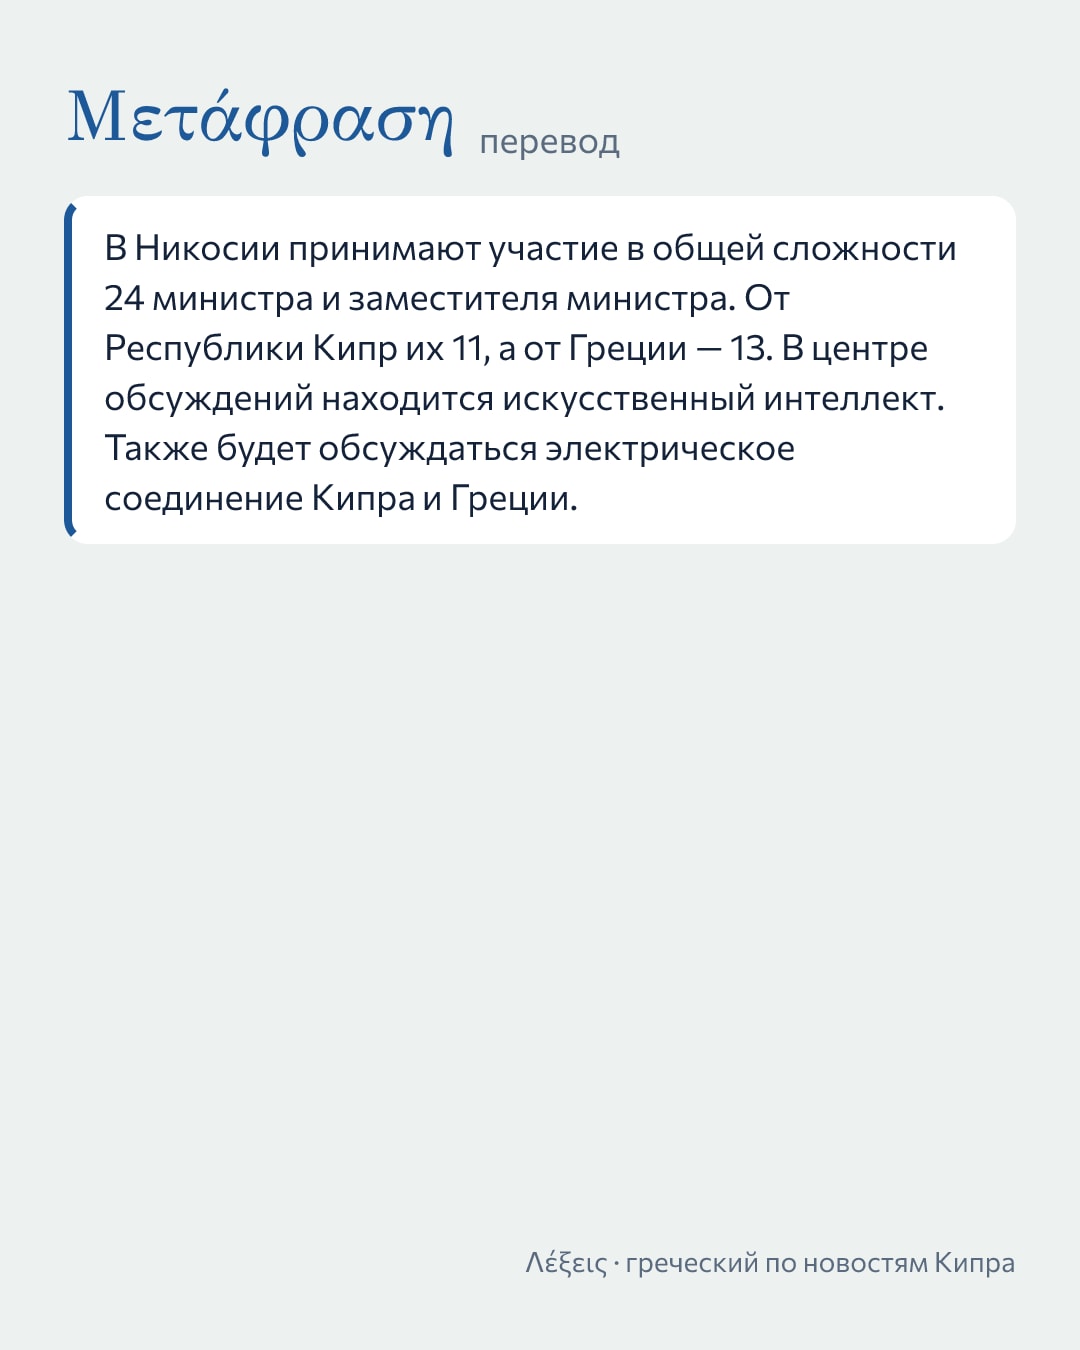 Μετάφραση перевод
В Никосии принимают участие в общей сложности
24 министра и заместителя министра. От
Республики Кипр их 11, а от Греции — 13. В центре
обсуждений находится искусственный интеллект.
Также будет обсуждаться электрическое
соединение Кипра и Греции.
Λέξεις · греческий по новостям Кипра